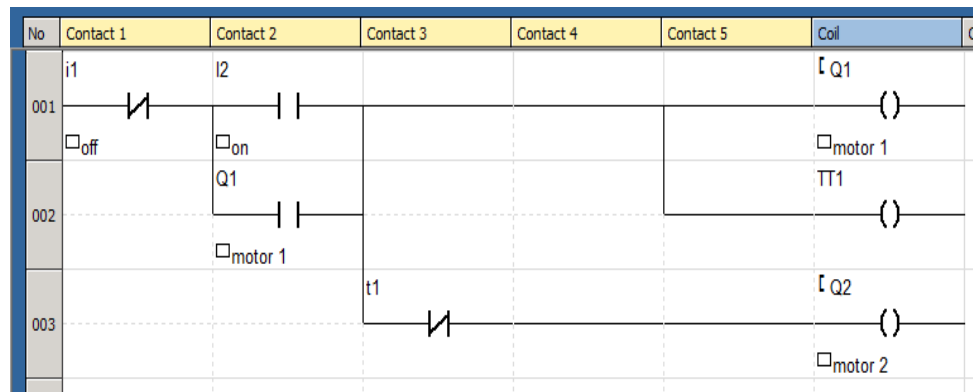 No Contact 1 Contact 2 Contact 3 Contact 4 Contact 5 Coil
i1 I2 [ Q1
001
off on motor 1
Q1 TT1
002
motor 1
t1 [ Q2
003
motor 2